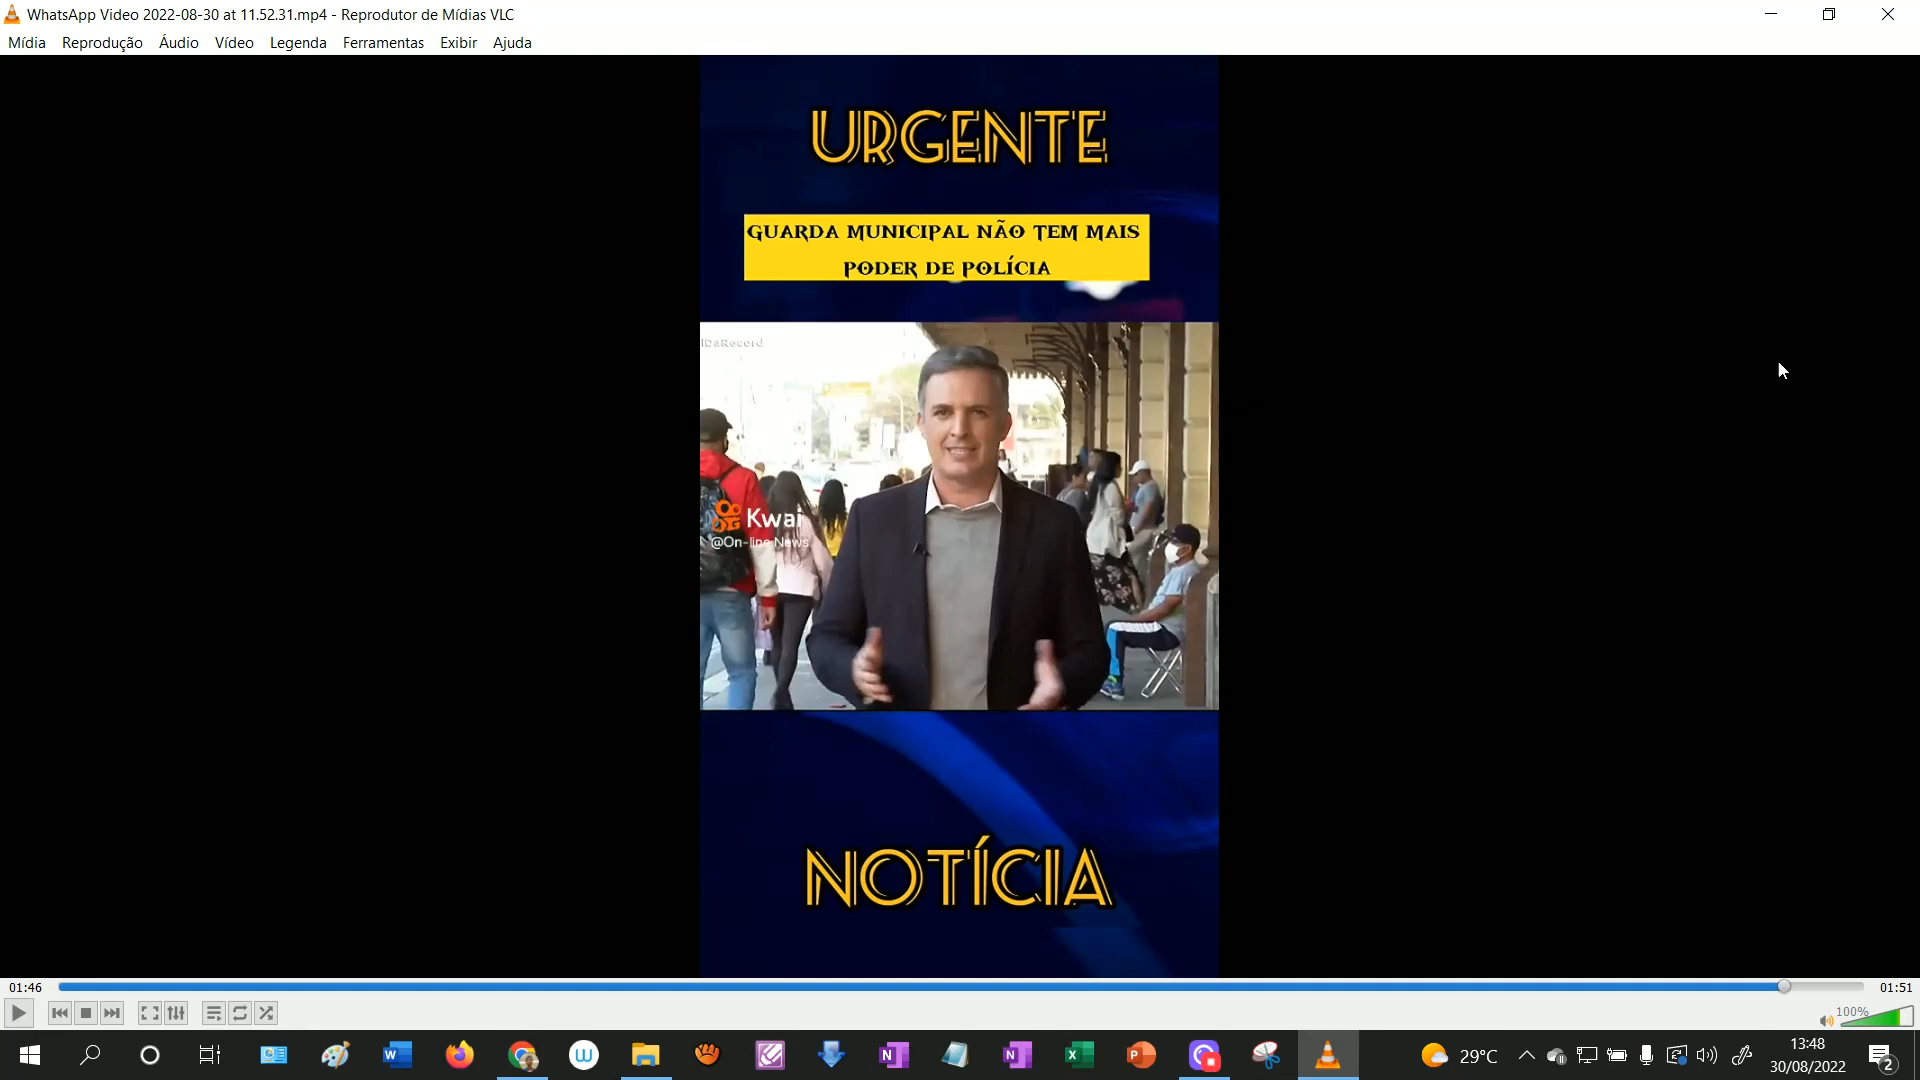 WhatsApp Video 2022-08-30 at 11.52.31.mp4 - Reprodutor de Mídias VLC
Mídia Reprodução Áudio Vídeo Legenda Ferramentas Exibir Ajuda
URGENTE
GUARDA MUNICIPAL NÃO TEM MAIS
PODER DE POLÍCIA
lDaRecord
Kwai
@On-line News
NOTÍCIA
01:46
01:51
100%
29°C
13:48
30/08/2022
2